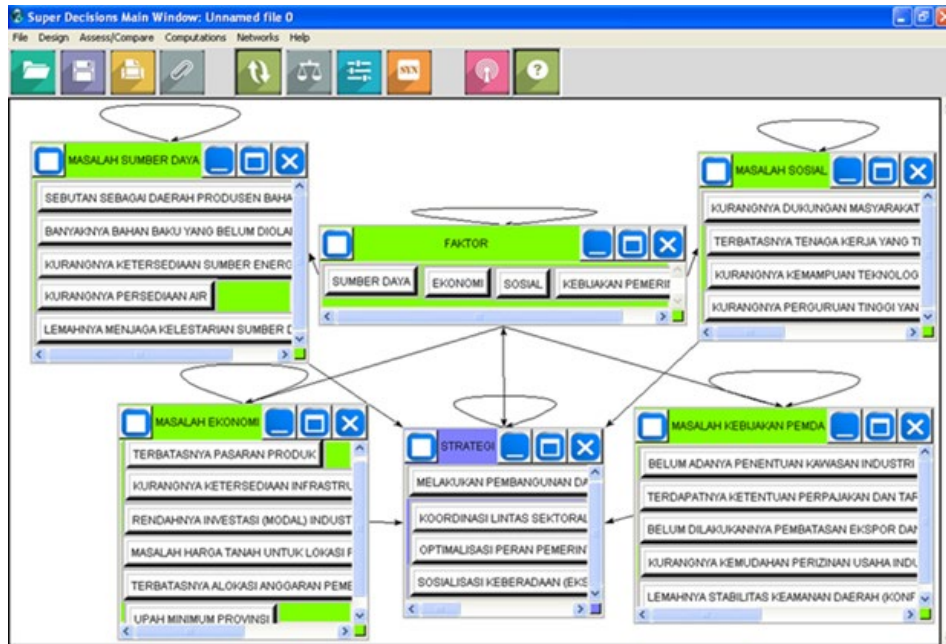 Super Decisions Main Window: Unnamed file 0
File Design Assess/Compare Computations Networks Help
SYN
MASALAH SUMBER DAYA
SEBUTAN SEBAGAI DAERAH PRODUSEN BAHA
BANYAKNYA BAHAN BAKU YANG BELUM DIOLA
KURANGNYA KETERSEDIAAN SUMBER ENERG
KURANGNYA PERSEDIAAN AIR
LEMAHNYA MENJAGA KELESTARIAN SUMBER
FAKTOR
SUMBER DAYA EKONOMI SOSIAL KEBIJAKAN PEMERIN
MASALAH SOSIAL
KURANGNYA DUKUNGAN MASYARAKAT
TERBATASNYA TENAGA KERJA YANG
KURANGNYA KEMAMPUAN TEKNOLOG
KURANGNYA PERGURUAN TINGGI YAN
MASALAH EKONOMI
TERBATASNYA PASARAN PRODUK
KURANGNYA KETERSEDIAAN INFRASTRU
RENDAHNYA INVESTASI (MODAL) INDUST
MASALAH HARGA TANAH UNTUK LOKASI
TERBATASNYA ALOKASI ANGGARAN PEME
UPAH MINIMUM PROVINSI
STRATEGI
MELAKUKAN PEMBANGUNAN DA
KOORDINASI LINTAS SEKTORAL
OPTIMALISASI PERAN PEMERIN
SOSIALISASI KEBERADAAN (EKS
MASALAH KEBIJAKAN PEMDA
BELUM ADANYA PENENTUAN KAWASAN INDUSTRI
TERDAPATNYA KETENTUAN PERPAJAKAN DAN TAR
BELUM DILAKUKANNYA PEMBATASAN EKSPOR DAN
KURANGNYA KEMUDAHAN PERIZINAN USAHA INDU
LEMAHNYA STABILITAS KEAMANAN DAERAH (KONF